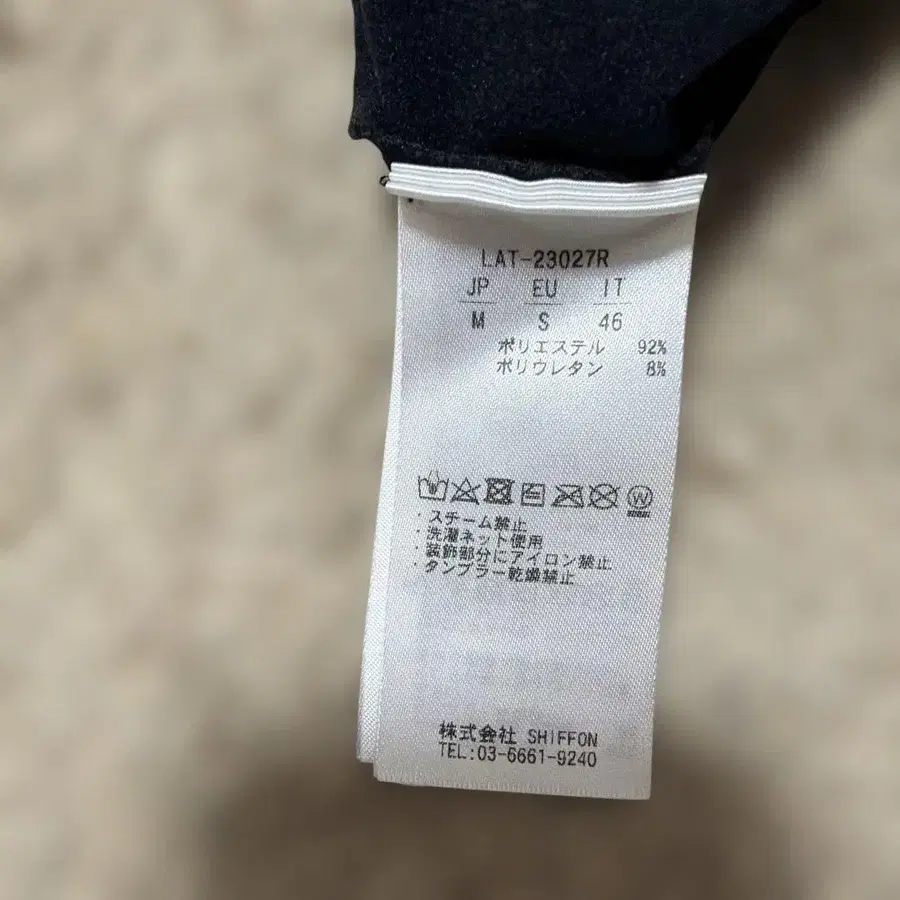 LAT-23027R
JP EU IT
M S 46
ポリエステル 92%
ポリウレタン 8%
W
・スチーム禁止
・洗濯ネット使用
・装飾部分にアイロン禁止
・タンブラー乾燥禁止
株式会社 SHIFFON
TEL:03-6661-9240